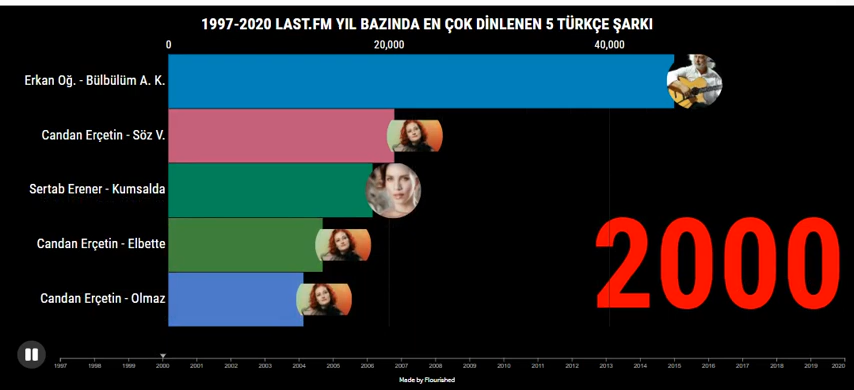 1997-2020 LAST.FM YIL BAZINDA EN ÇOK DİNLENEN 5 TÜRKÇE ŞARKI
0 20,000 40,000
Erkan Oğ. - Bülbülüm A. K.
Candan Erçetin - Söz V.
Sertab Erener - Kumsalda
Candan Erçetin - Elbette
Candan Erçetin - Olmaz
2000
1997 1998 1999 2000 2001 2002 2003 2004 2005 2006 2007 2008 2009 2010 2011 2012 2013 2014 2015 2016 2017 2018 2019 2020
Made by Flourished